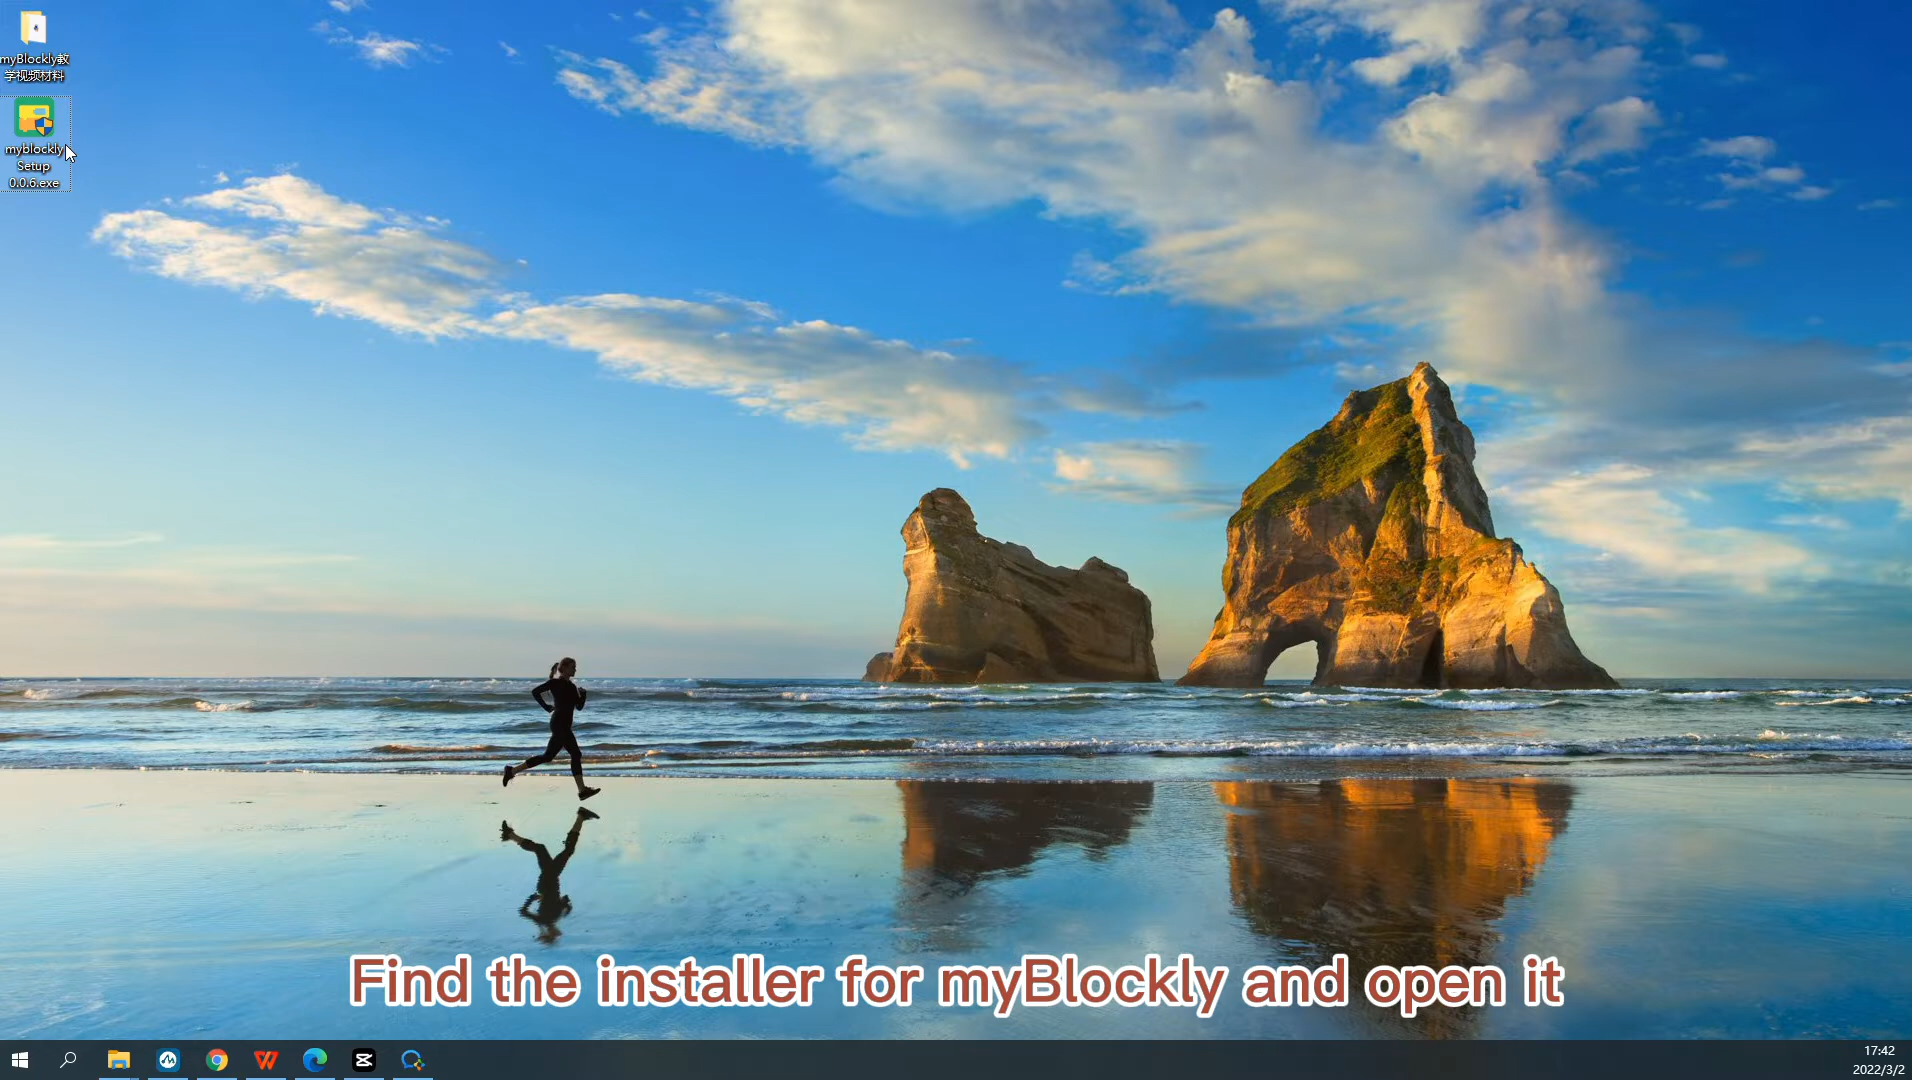 myBlockly教
学视频材料
myblockly
Setup
0.0.6.exe
Find the installer for myBlockly and open it
17:42
2022/3/2